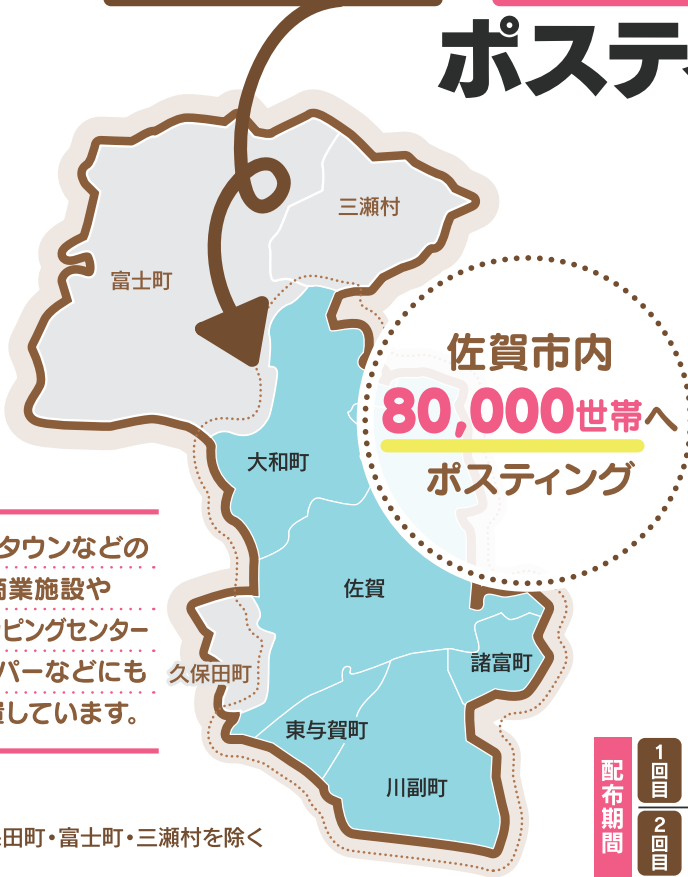 ポステ
三瀬村
富士町
佐賀市内
80,000世帯へ
ポスティング
大和町
タウンなどの
商業施設や
佐賀
ッピングセンター
諸富町
久保田町
パーなどにも
置しています。
東与賀町
川副町
配布期間
1回目
2回目
保田町・富士町・三瀬村を除く